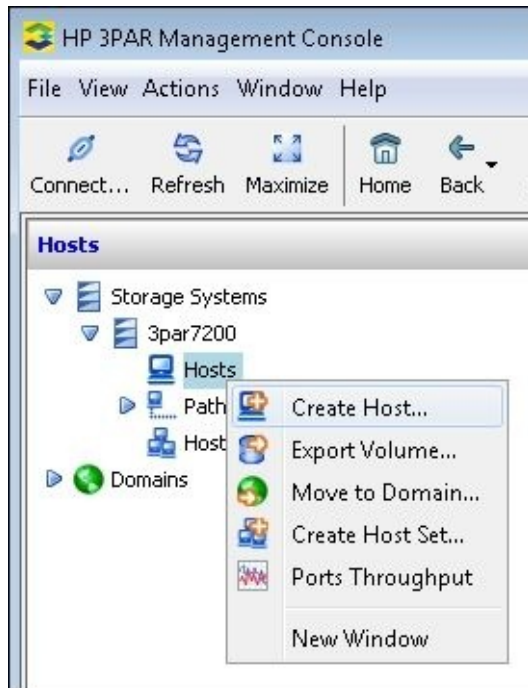 HP 3PAR Management Console
File View Actions Window Help
Connect... Refresh Maximize Home Back
Hosts
Storage Systems
3par7200
Hosts
Path
Host
Domains
Create Host...
Export Volume...
Move to Domain...
Create Host Set...
Ports Throughput
New Window